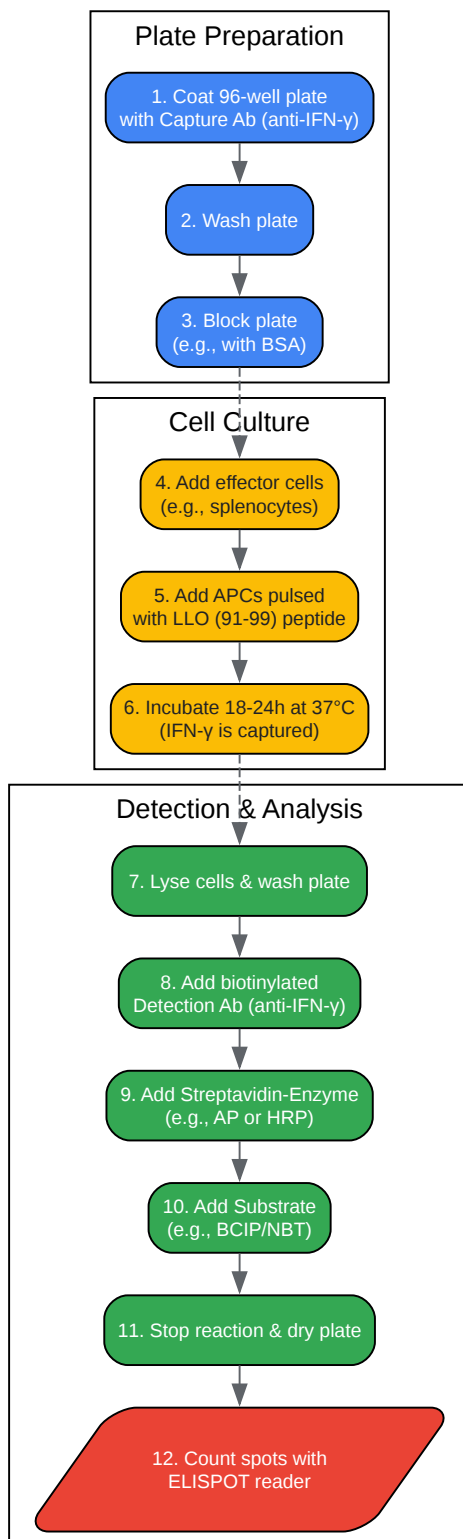 Plate Preparation
1. Coat 96-well plate
with Capture Ab (anti-IFN-γ)
2. Wash plate
3. Block plate
(e.g., with BSA)
Cell Culture
4. Add effector cells
(e.g., splenocytes)
5. Add APCs pulsed
with LLO (91-99) peptide
6. Incubate 18-24h at 37°C
(IFN-γ is captured)
Detection & Analysis
7. Lyse cells & wash plate
8. Add biotinylated
Detection Ab (anti-IFN-γ)
9. Add Streptavidin-Enzyme
(e.g., AP or HRP)
10. Add Substrate
(e.g., BCIP/NBT)
11. Stop reaction & dry plate
12. Count spots with
ELISPOT reader